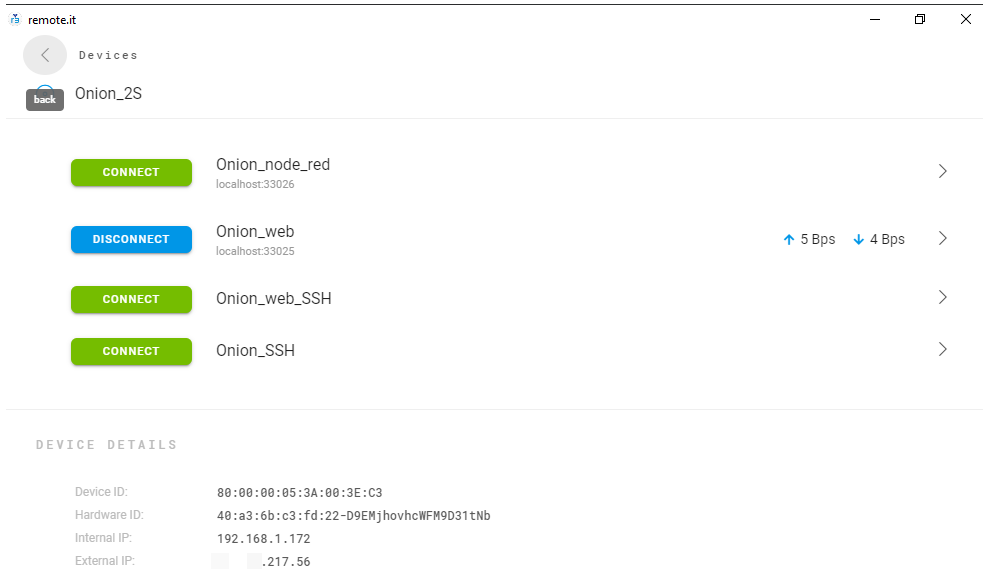 remote.it
Devices
back
Onion_2S
CONNECT Onion_node_red
localhost:33026
DISCONNECT Onion_web 5 Bps 4 Bps
localhost:33025
CONNECT Onion_web_SSH
CONNECT Onion_SSH
DEVICE DETAILS
Device ID: 80:00:00:05:3A:00:3E:C3
Hardware ID: 40:a3:6b:c3:fd:22-D9EMjhovhcWFM9D31tNb
Internal IP: 192.168.1.172
External IP: .217.56